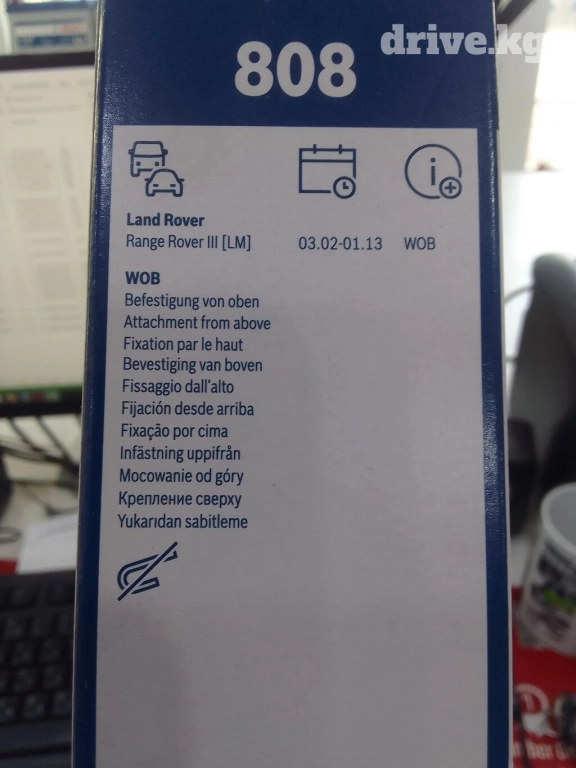 drive.kg
808
Land Rover
Range Rover III [LM] 03.02-01.13 WOB
WOB
Befestigung von oben
Attachment from above
Fixation par le haut
Bevestiging van boven
Fissaggio dall'alto
Fijación desde arriba
Fixação por cima
Infästning uppifrån
Mocowanie od góry
Крепление сверху
Yukarıdan sabitleme